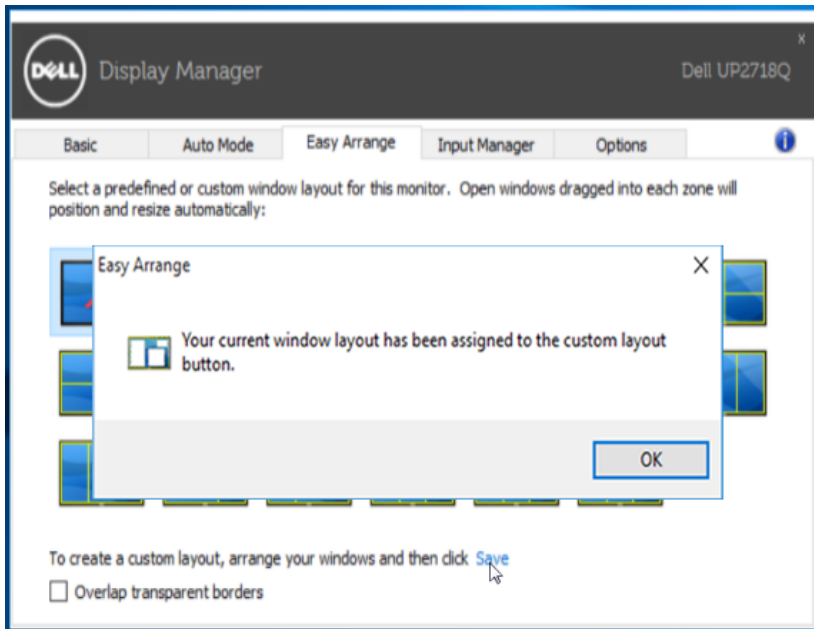 DELL Display Manager
x
Dell UP2718Q
Basic Auto Mode Easy Arrange Input Manager Options
Select a predefined or custom window layout for this monitor. Open windows dragged into each zone will
position and resize automatically:
Easy Arrange
Your current window layout has been assigned to the custom layout
button.
OK
To create a custom layout, arrange your windows and then click Save
Overlap transparent borders